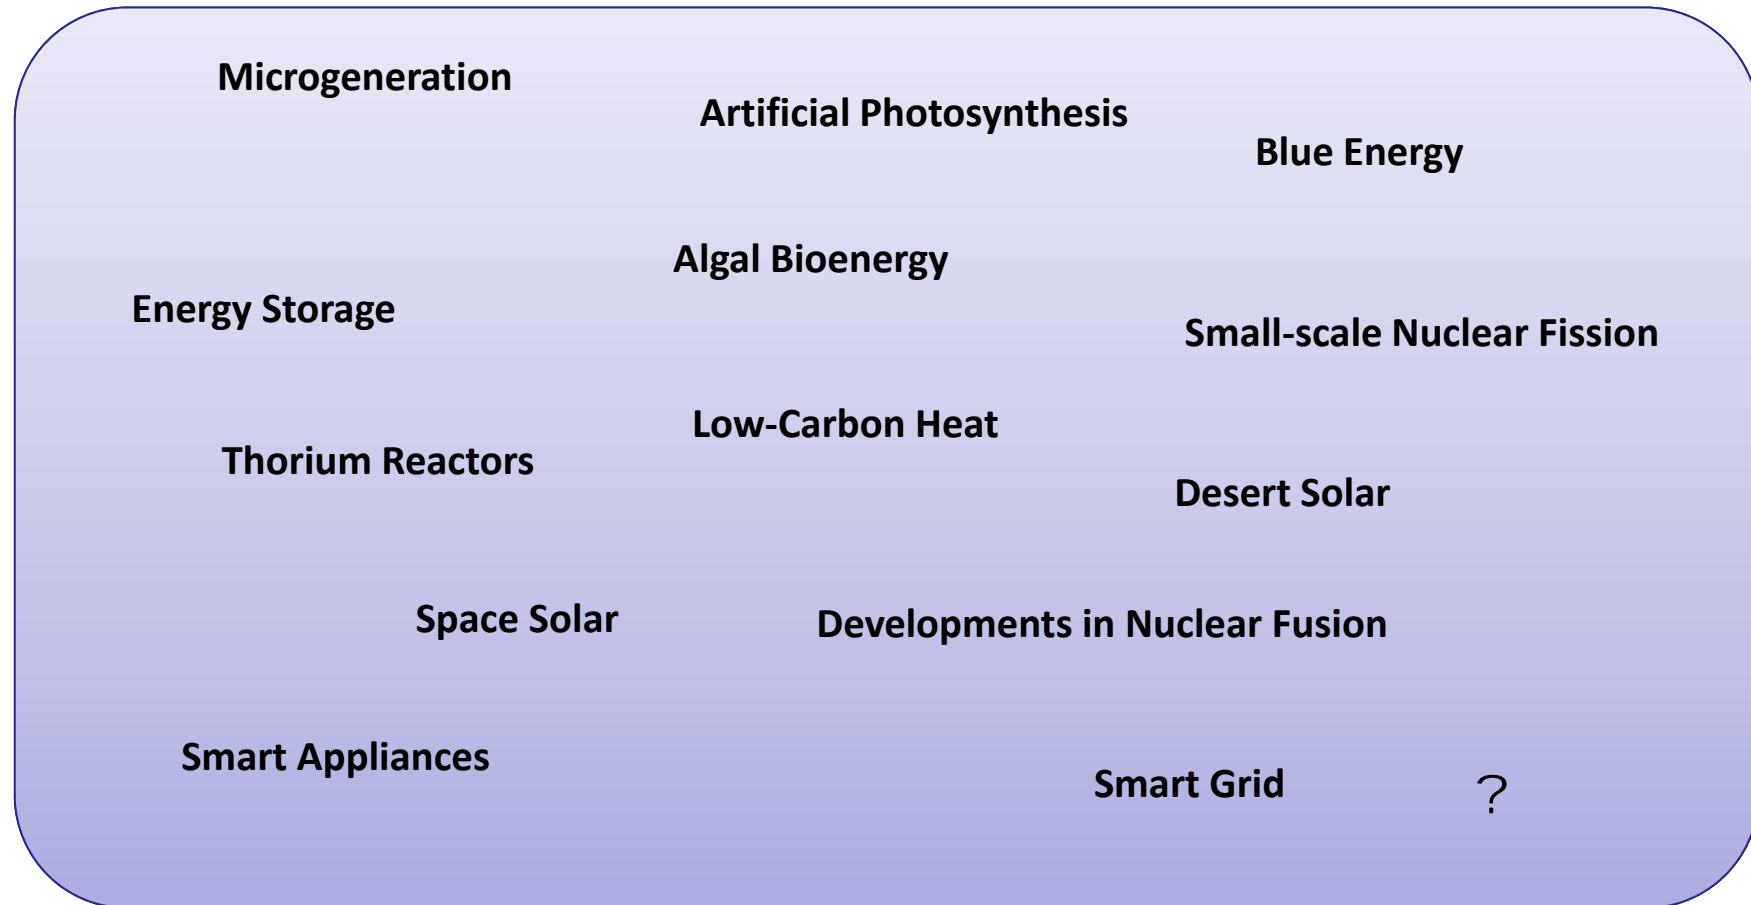 Microgeneration
Artificial Photosynthesis
Blue Energy
Algal Bioenergy
Energy Storage
Small-scale Nuclear Fission
Low-Carbon Heat
Thorium Reactors
Desert Solar
Space Solar
Developments in Nuclear Fusion
Smart Appliances
Smart Grid
?